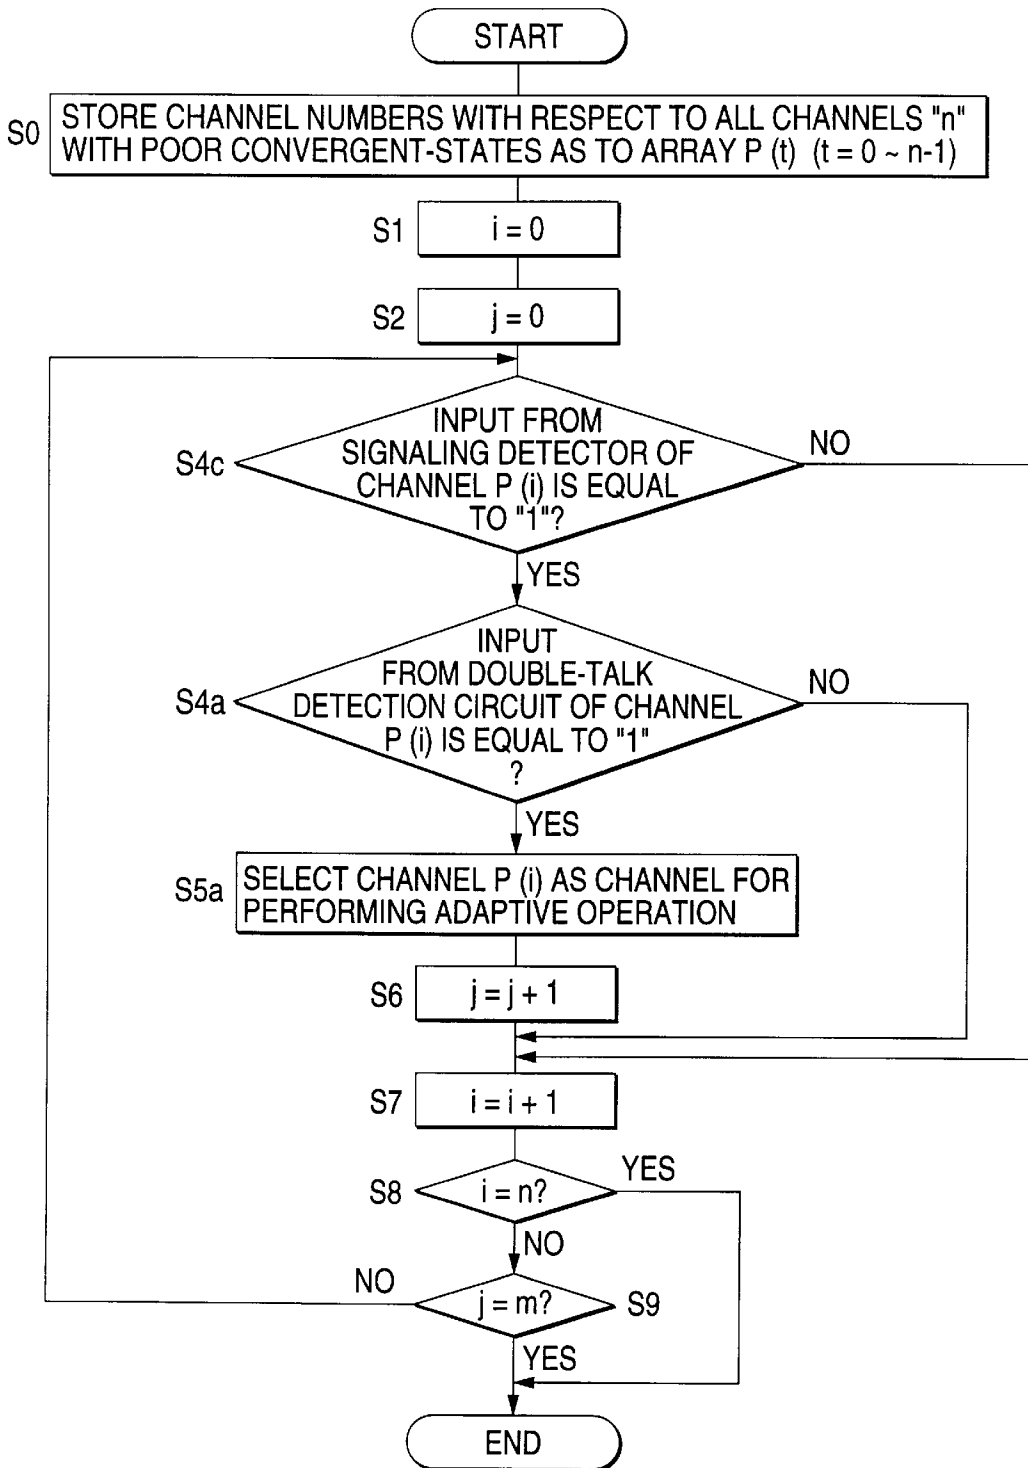 START
S0
STORE CHANNEL NUMBERS WITH RESPECT TO ALL CHANNELS "n"
WITH POOR CONVERGENT-STATES AS TO ARRAY P (t) (t = 0 ~ n-1)
S1
i = 0
S2
j = 0
S4c
INPUT FROM
SIGNALING DETECTOR OF
CHANNEL P (i) IS EQUAL
TO "1"?
NO
YES
S4a
INPUT
FROM DOUBLE-TALK
DETECTION CIRCUIT OF CHANNEL
P (i) IS EQUAL TO "1"
?
NO
YES
S5a
SELECT CHANNEL P (i) AS CHANNEL FOR
PERFORMING ADAPTIVE OPERATION
S6
j = j + 1
S7
i = i + 1
S8
i = n?
YES
NO
NO
j = m?
S9
YES
END